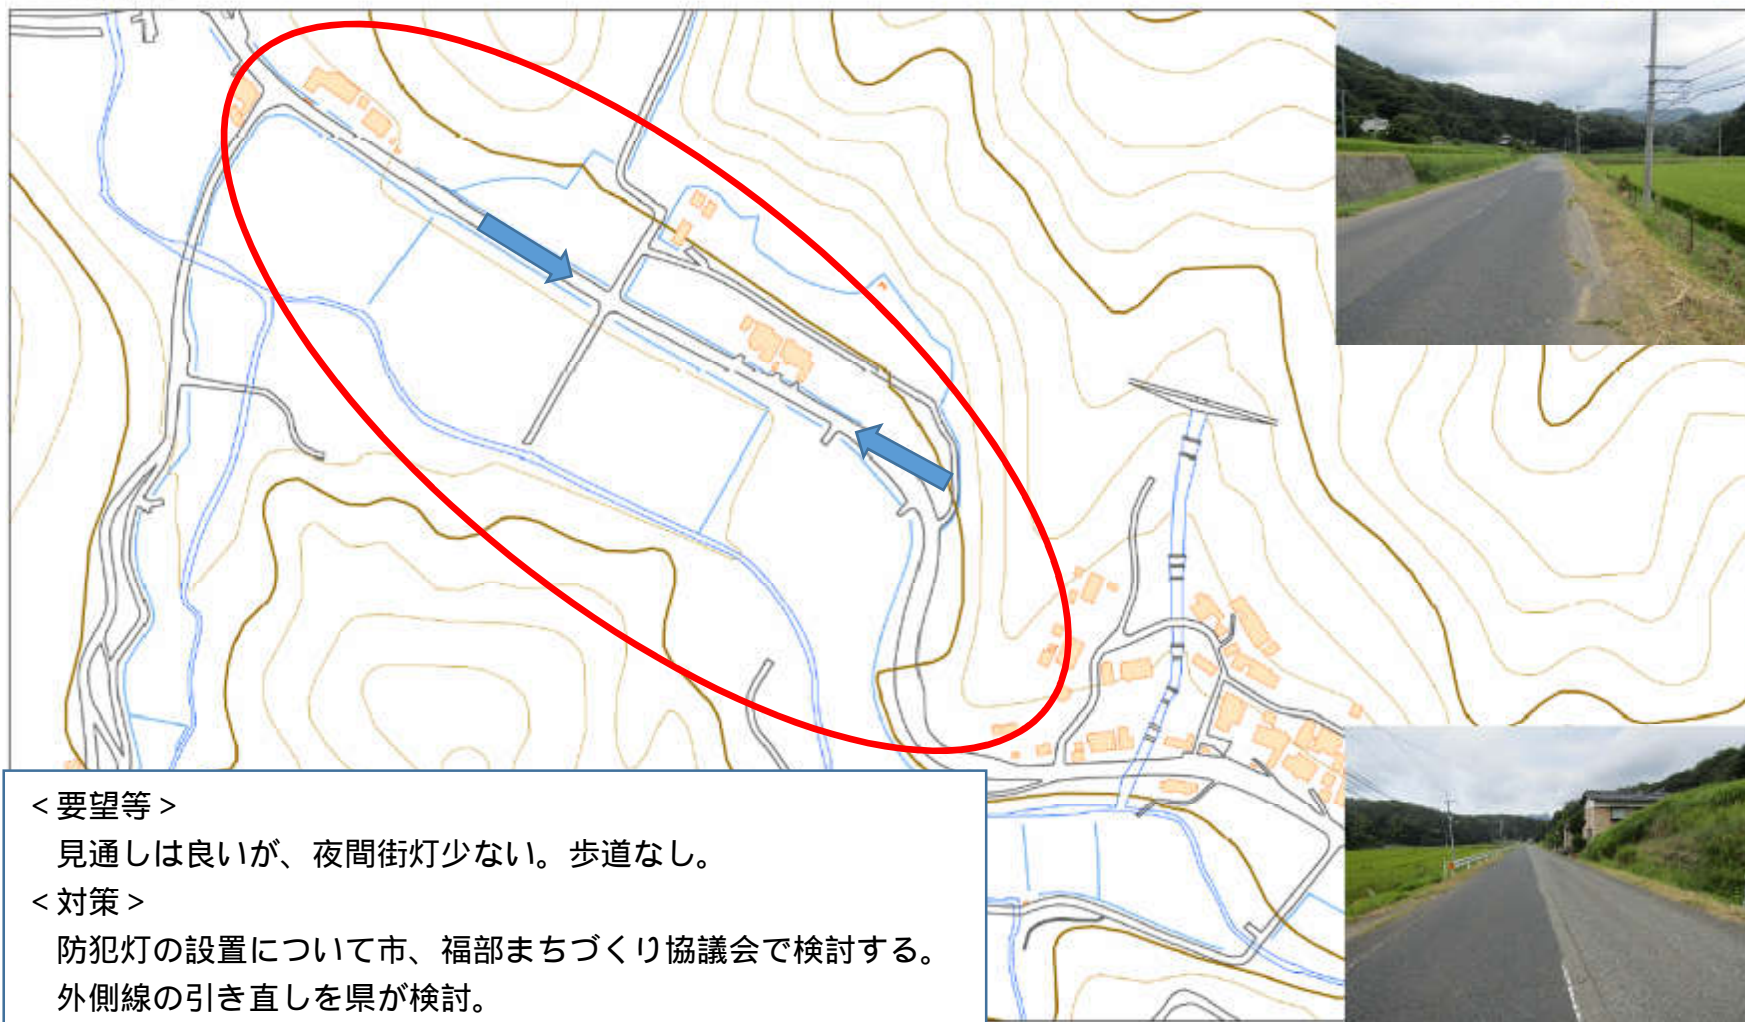 <要望等>
見通しは良いが、夜間街灯少ない。歩道なし。
<対策>
防犯灯の設置について市、福部まちづくり協議会で検討する。
外側線の引き直しを県が検討。